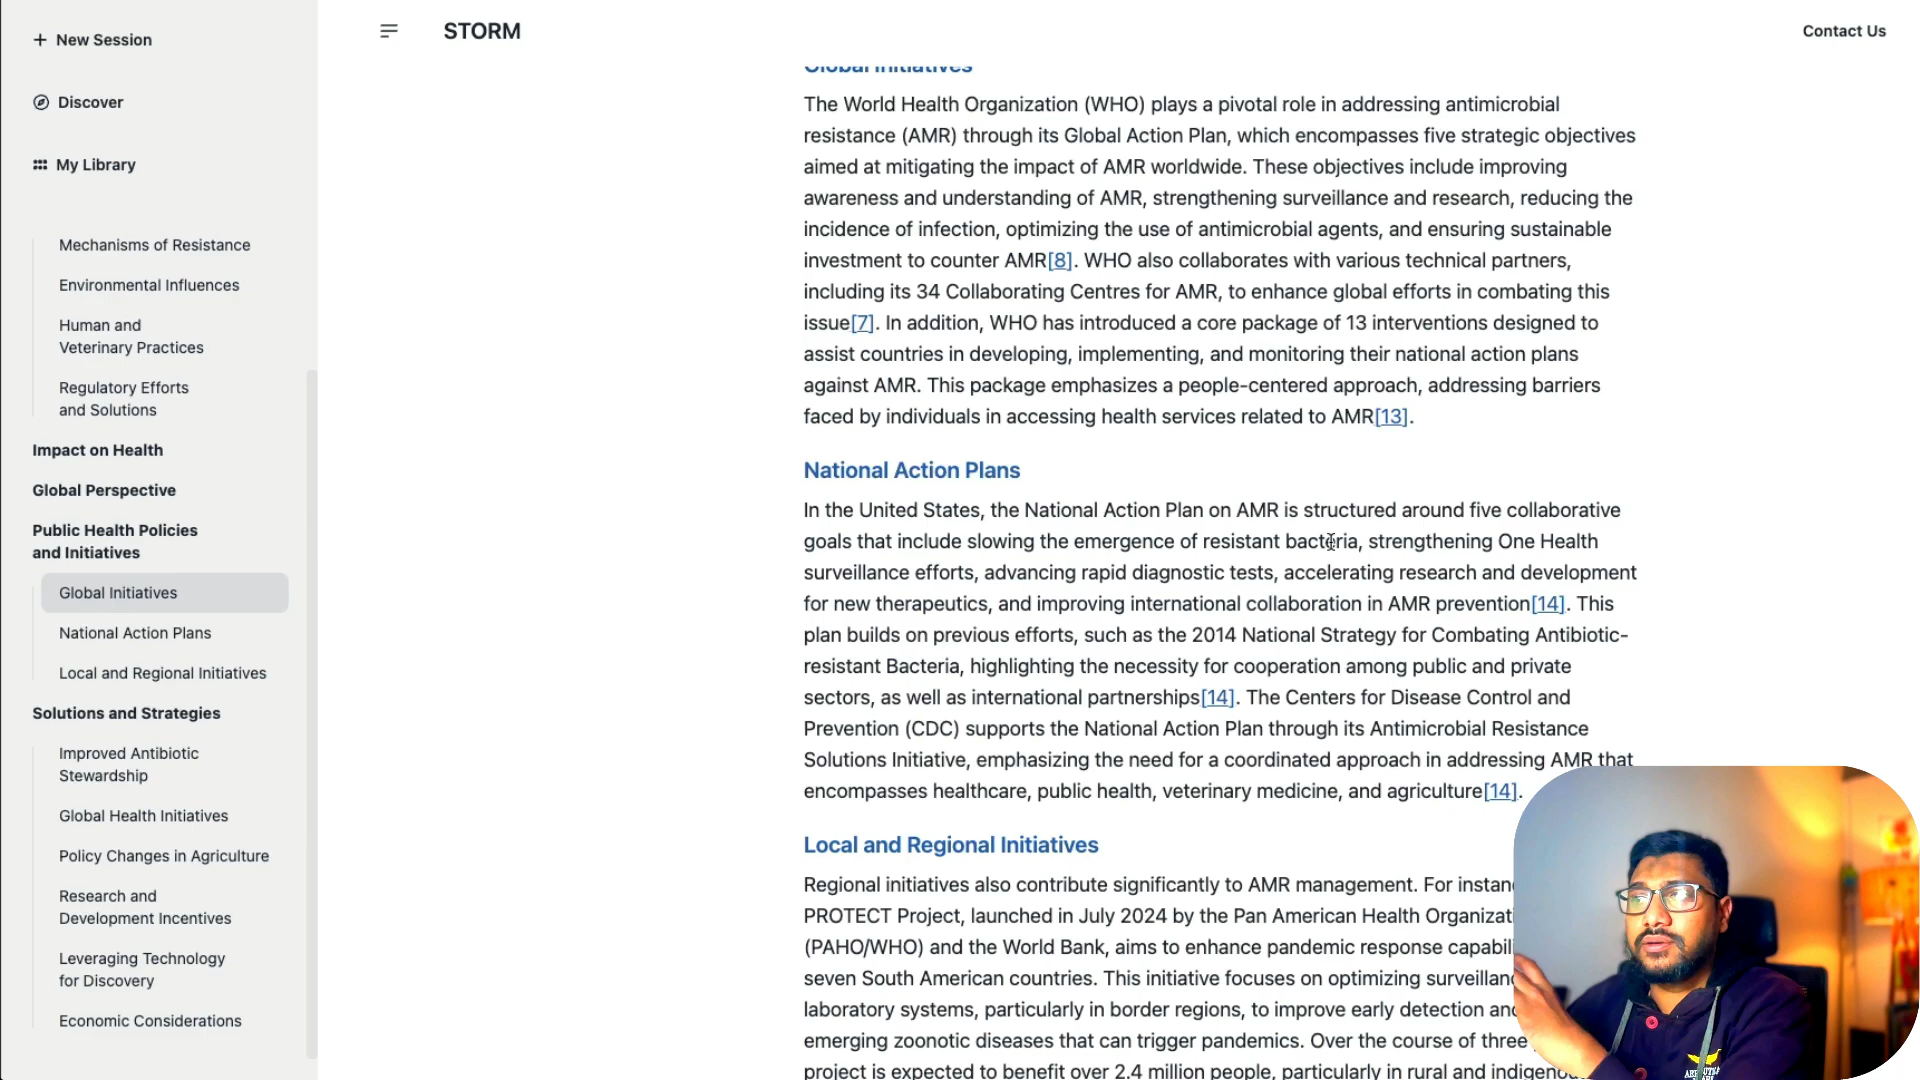 New Session
Discover
My Library
Mechanisms of Resistance
Environmental Influences
Human and
Veterinary Practices
Regulatory Efforts
and Solutions
Impact on Health
Global Perspective
Public Health Policies
and Initiatives
Global Initiatives
National Action Plans
Local and Regional Initiatives
Solutions and Strategies
Improved Antibiotic
Stewardship
Global Health Initiatives
Policy Changes in Agriculture
Research and
Development Incentives
Leveraging Technology
for Discovery
Economic Considerations
STORM
Contact Us
Global Initiatives
The World Health Organization (WHO) plays a pivotal role in addressing antimicrobial
resistance (AMR) through its Global Action Plan, which encompasses five strategic objectives
aimed at mitigating the impact of AMR worldwide. These objectives include improving
awareness and understanding of AMR, strengthening surveillance and research, reducing the
incidence of infection, optimizing the use of antimicrobial agents, and ensuring sustainable
investment to counter AMR[8]. WHO also collaborates with various technical partners,
including its 34 Collaborating Centres for AMR, to enhance global efforts in combating this
issue[7]. In addition, WHO has introduced a core package of 13 interventions designed to
assist countries in developing, implementing, and monitoring their national action plans
against AMR. This package emphasizes a people-centered approach, addressing barriers
faced by individuals in accessing health services related to AMR[13].
National Action Plans
In the United States, the National Action Plan on AMR is structured around five collaborative
goals that include slowing the emergence of resistant bacteria, strengthening One Health
surveillance efforts, advancing rapid diagnostic tests, accelerating research and development
for new therapeutics, and improving international collaboration in AMR prevention[14]. This
plan builds on previous efforts, such as the 2014 National Strategy for Combating Antibiotic-
resistant Bacteria, highlighting the necessity for cooperation among public and private
sectors, as well as international partnerships[14]. The Centers for Disease Control and
Prevention (CDC) supports the National Action Plan through its Antimicrobial Resistance
Solutions Initiative, emphasizing the need for a coordinated approach in addressing AMR that
encompasses healthcare, public health, veterinary medicine, and agriculture[14].
Local and Regional Initiatives
Regional initiatives also contribute significantly to AMR management. For
PROTECT Project, launched in July 2024 by the Pan American Health
(PAHO/WHO) and the World Bank, aims to enhance pandemic response
seven South American countries. This initiative focuses on optimizing
laboratory systems, particularly in border regions, to improve early detection
emerging zoonotic diseases that can trigger pandemics. Over the course of three
project is expected to benefit over 2.4 million people, particularly in rural and